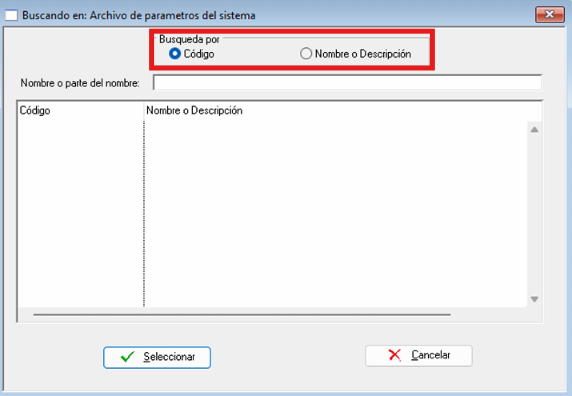 Buscando en: Archivo de parametros del sistema
Busqueda por
Código Nombre o Descripción
Nombre o parte del nombre:
Código Nombre o Descripción
Seleccionar Cancelar